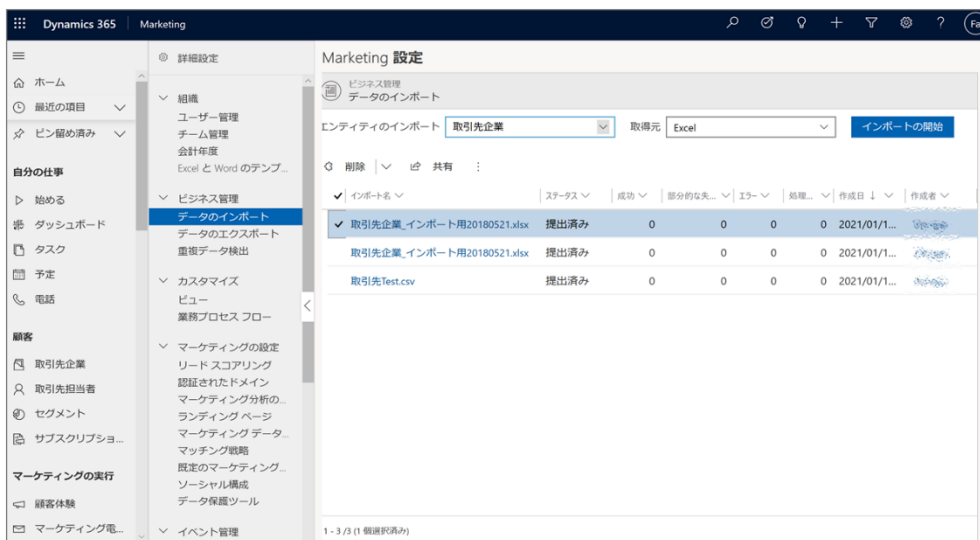 Dynamics 365 Marketing Fa
詳細設定
ホーム
最近の項目
ピン留め済み
自分の仕事
始める
ダッシュボード
タスク
予定
電話
顧客
取引先企業
取引先担当者
セグメント
サブスクリプショ...
マーケティングの実行
顧客体験
マーケティング電...
組織
ユーザー管理
チーム管理
会計年度
Excel と Word のテンプ...
ビジネス管理
データのインポート
データのエクスポート
重複データ検出
カスタマイズ
ビュー
業務プロセス フロー
マーケティングの設定
リード スコアリング
認証されたドメイン
マーケティング分析の...
ランディング ページ
マーケティング データ...
マッチング戦略
既定のマーケティング...
ソーシャル構成
データ保護ツール
イベント管理
Marketing 設定
ビジネス管理
データのインポート
エンティティのインポート 取引先企業 取得元 Excel インポートの開始
削除 共有
インポート名 ステータス 成功 部分的な失... エラー 処理... 作成日 ↓ 作成者
取引先企業_インポート用20180521.xlsx 提出済み 0 0 0 0 2021/01/1...
取引先企業_インポート用20180521.xlsx 提出済み 0 0 0 0 2021/01/1...
取引先Test.csv 提出済み 0 0 0 0 2021/01/1...
1 - 3 /3 (1 個選択済み)